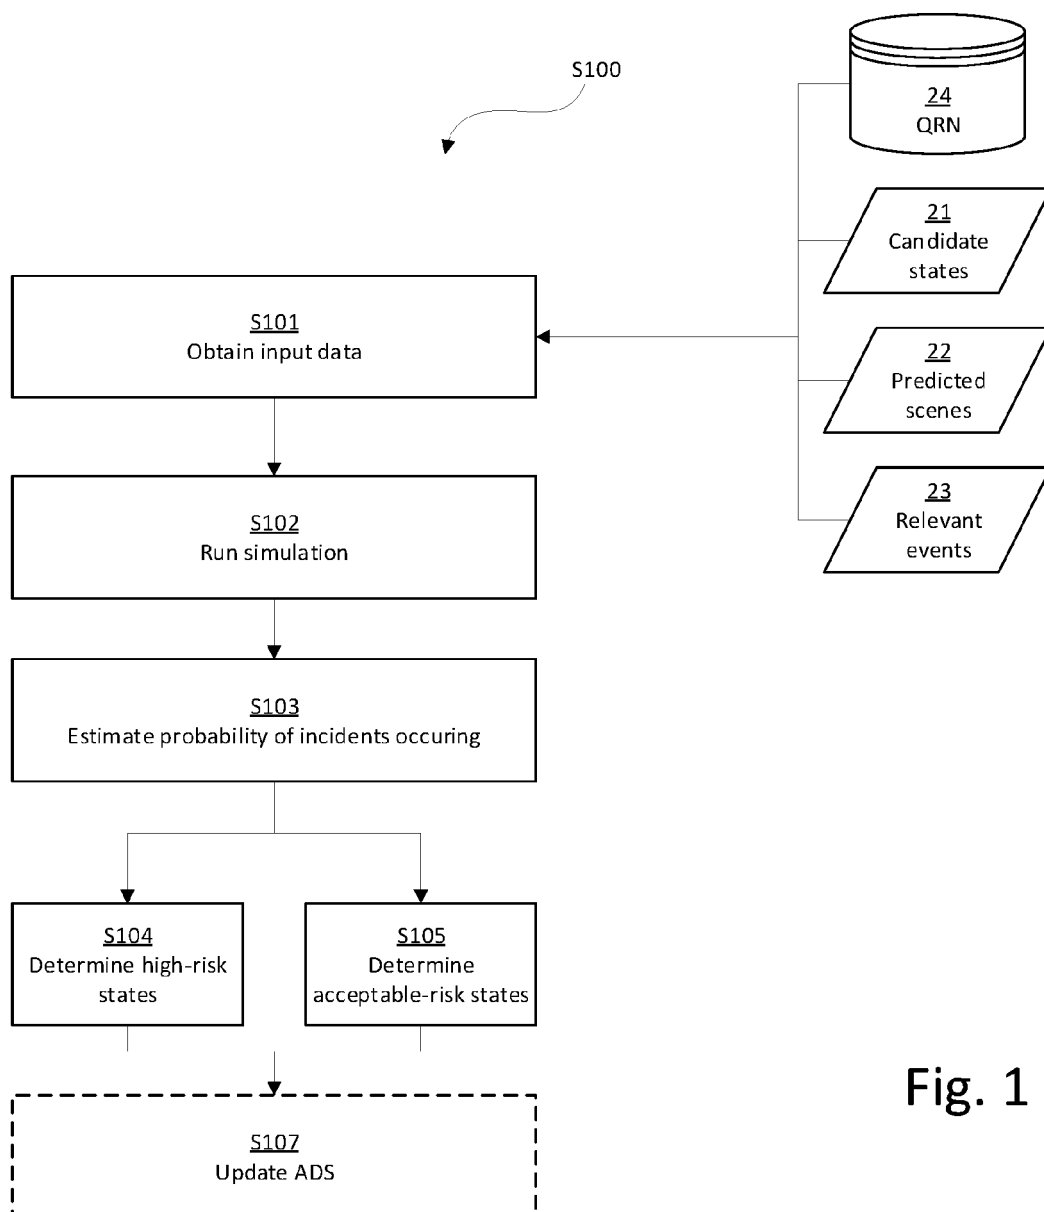 S100
24
QRN
21
Candidate
states
S101
Obtain input data
22
Predicted
scenes
23
Relevant
events
S102
Run simulation
S103
Estimate probability of incidents occuring
S104
Determine high-risk
states
S105
Determine
acceptable-risk states
S107
Update ADS
Fig. 1